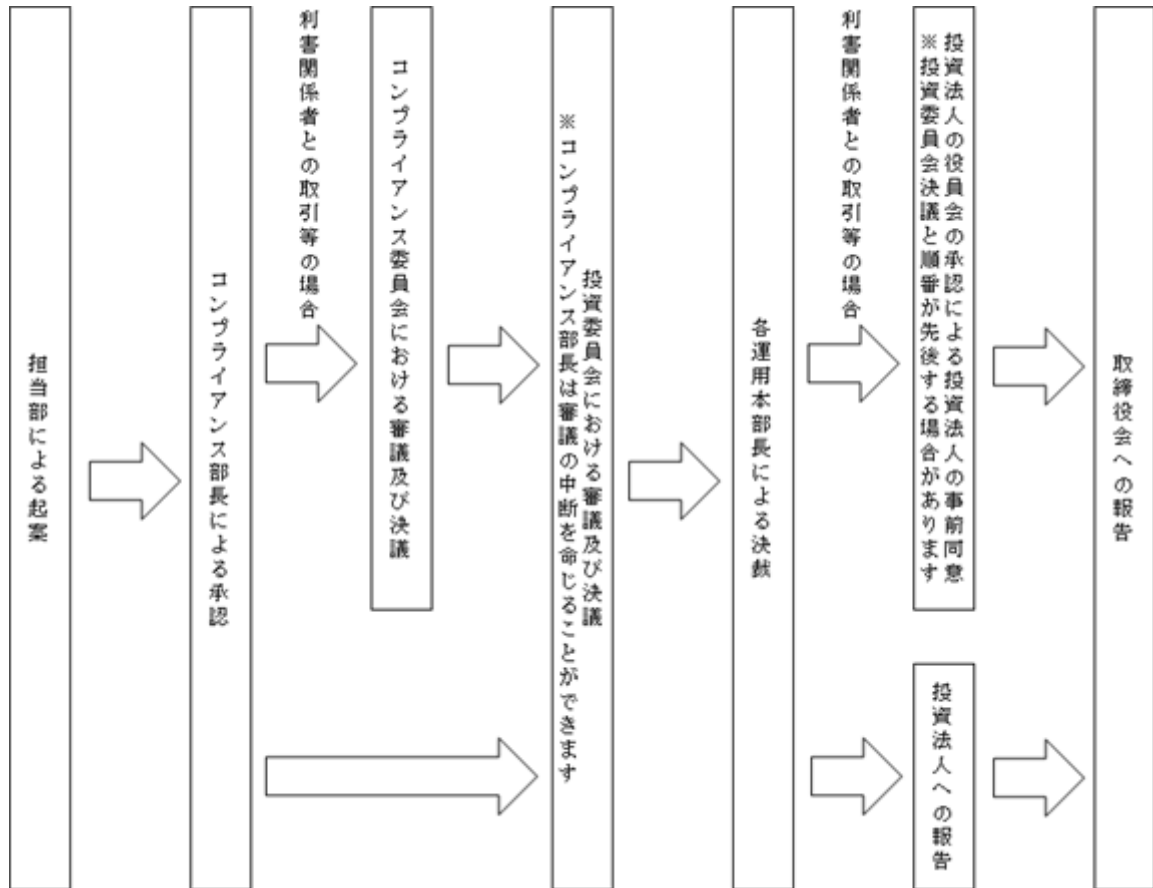 担当部による起案
コンプライアンス部長による承認
利害関係者との取引等の場合
コンプライアンス委員会における審議及び決議
投資委員会における審議及び決議
※コンプライアンス部長は審議の中断を命じることができます
各運用本部長による決裁
利害関係者との取引等の場合
投資法人の役員会の承認による投資法人の事前同意
※投資委員会決議と順番が先後する場合があります
投資法人への報告
取締役会への報告